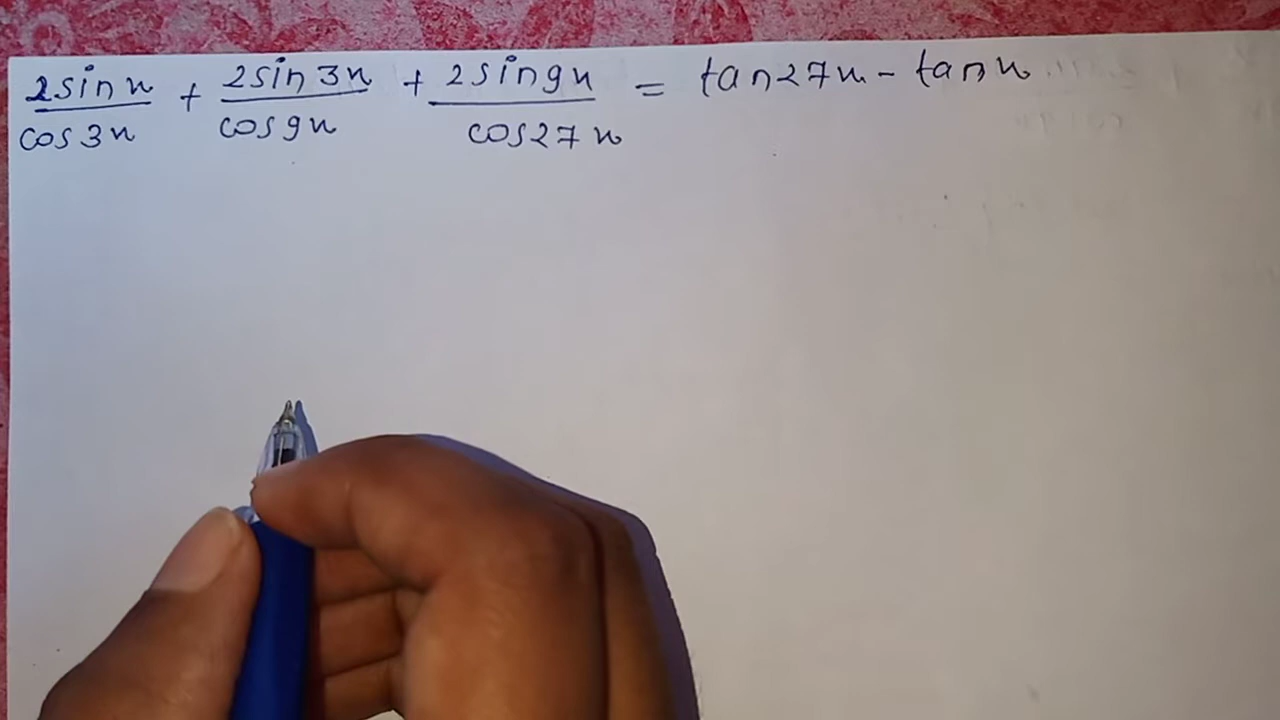 2sinx/cos3x + 2sin3x/cos9x + 2sin9x/cos27x = tan27x - tanx